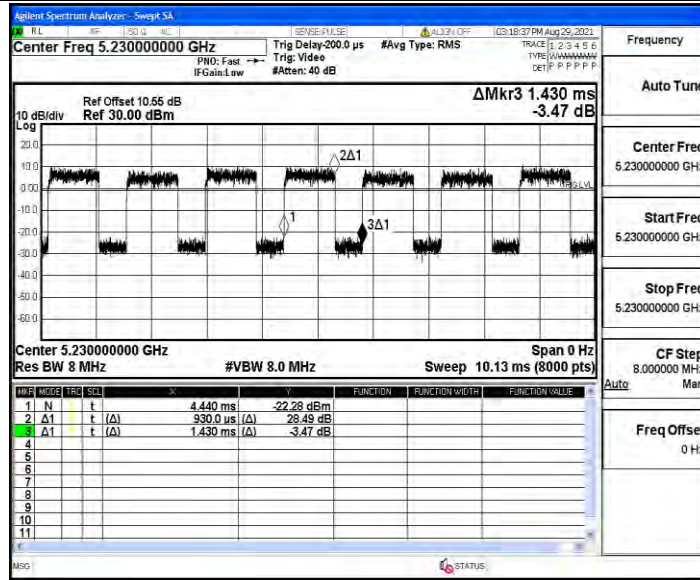 Agilent Spectrum Analyzer - Swept SA
RL RF 50 Ω AC SENSE:PULSE ALIGN OFF 03:18:37 PM Aug 29, 2021
Center Freq 5.230000000 GHz
PNO: Fast
IFGain:Low
Trig Delay-200.0 µs
Trig: Video
#Atten: 40 dB
#Avg Type: RMS
TRACE 1 2 3 4 5 6
TYPE WWWWWW
DET P P P P P P
ΔMkr3 1.430 ms
-3.47 dB
10 dB/div
Log
Ref Offset 10.55 dB
Ref 30.00 dBm
20.0
10.0
0.00
-10.0
-20.0
-30.0
-40.0
-50.0
-60.0
2Δ1
1
3Δ1
TRIG LVL
Center 5.230000000 GHz Span 0 Hz
Res BW 8 MHz #VBW 8.0 MHz Sweep 10.13 ms (8000 pts)
MKR MODE TRC SCL X Y FUNCTION FUNCTION WIDTH FUNCTION VALUE
1 N t 4.440 ms -22.28 dBm
2 Δ1 t (Δ) 930.0 µs (Δ) 28.49 dB
3 Δ1 t (Δ) 1.430 ms (Δ) -3.47 dB
4
5
6
7
8
9
10
11
MSG STATUS
Frequency
Auto Tune
Center Freq
5.230000000 GHz
Start Freq
5.230000000 GHz
Stop Freq
5.230000000 GHz
CF Step
8.000000 MHz
Auto Man
Freq Offset
0 Hz